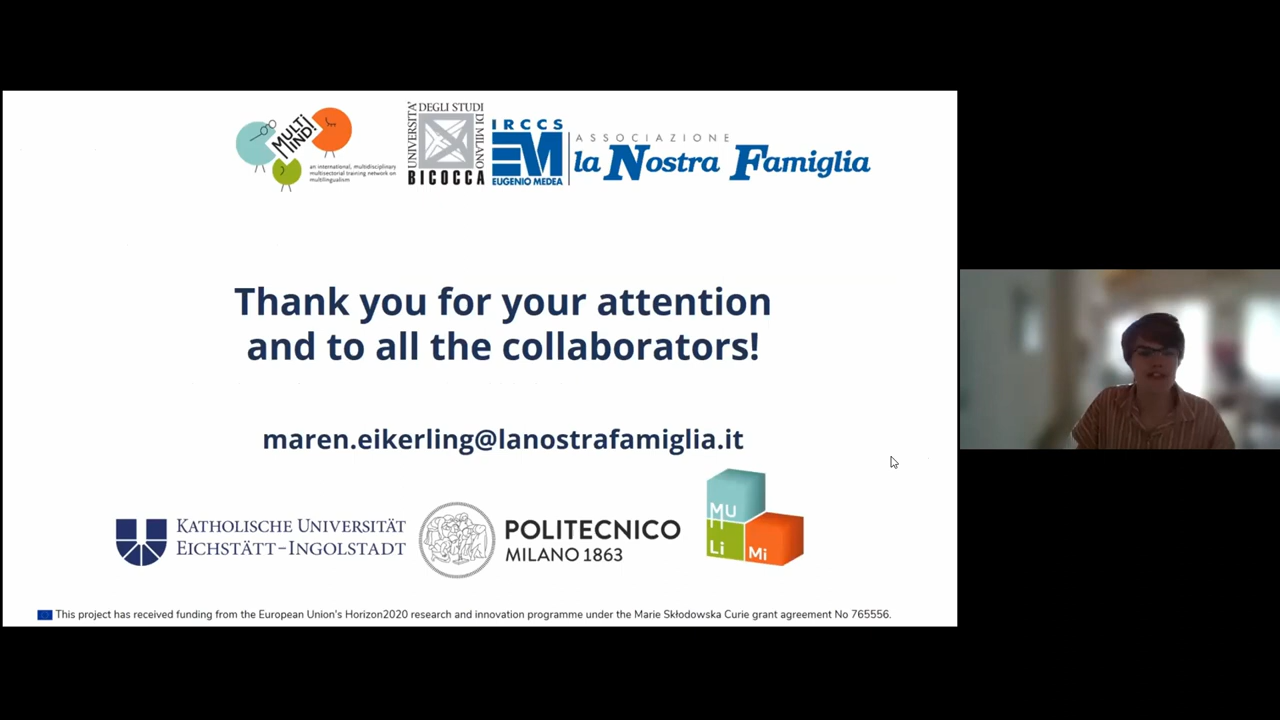 MULTI
MIND!
an international, multidisciplinary
multisectorial training network on
multilingualism
UNIVERSITA'
DEGLI STUDI
DI MILANO
BICOCCA
IRCCS
EM
EUGENIO MEDEA
ASSOCIAZIONE
la Nostra Famiglia
Thank you for your attention
and to all the collaborators!
maren.eikerling@lanostrafamiglia.it
KATHOLISCHE UNIVERSITÄT
EICHSTÄTT-INGOLSTADT
POLITECNICO
MILANO 1863
MU
Li
Mi
This project has received funding from the European Union's Horizon2020 research and innovation programme under the Marie Skłodowska Curie grant agreement No 765556.